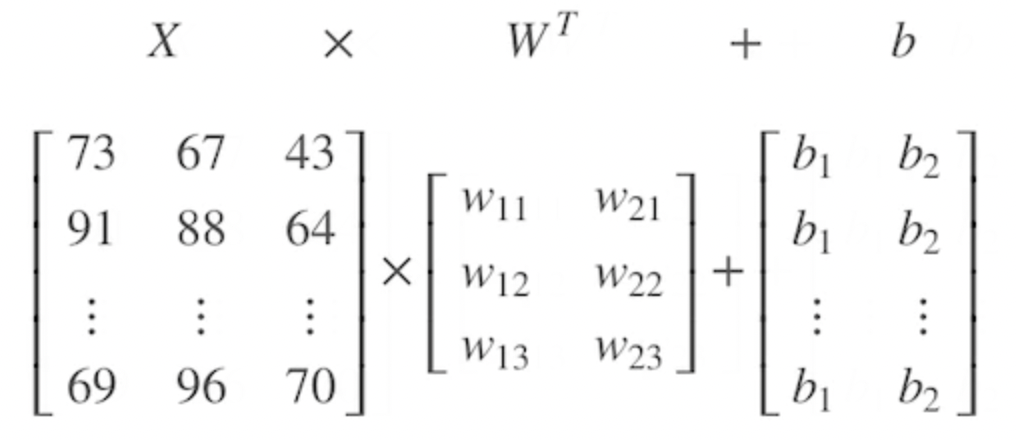 X × Wᵀ + b
73 67 43 b₁ b₂
w₁₁ w₂₁
91 88 64 b₁ b₂
× w₁₂ w₂₂ +
⋮ ⋮ ⋮ ⋮ ⋮
w₁₃ w₂₃
69 96 70 b₁ b₂